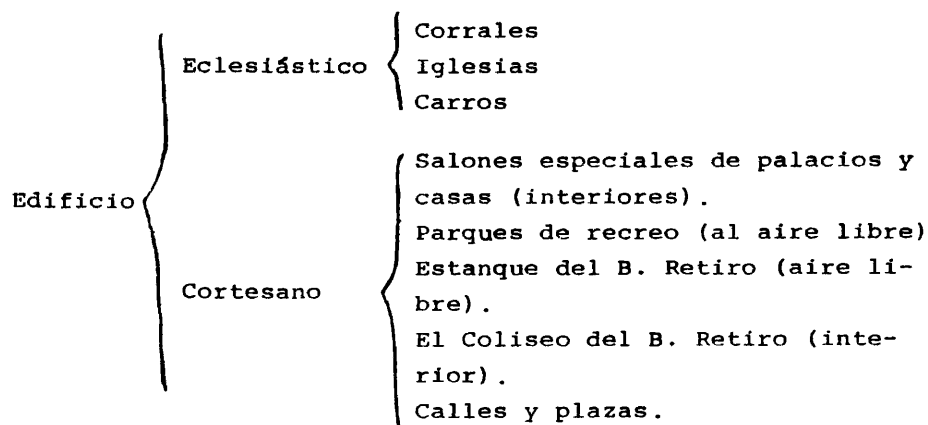 Corrales
Eclesiástico
Iglesias
Carros
Salones especiales de palacios y
Edificio
casas (interiores).
Parques de recreo (al aire libre)
Estanque del B. Retiro (aire li-
bre).
Cortesano
El Coliseo del B. Retiro (inte-
rior).
Calles y plazas.